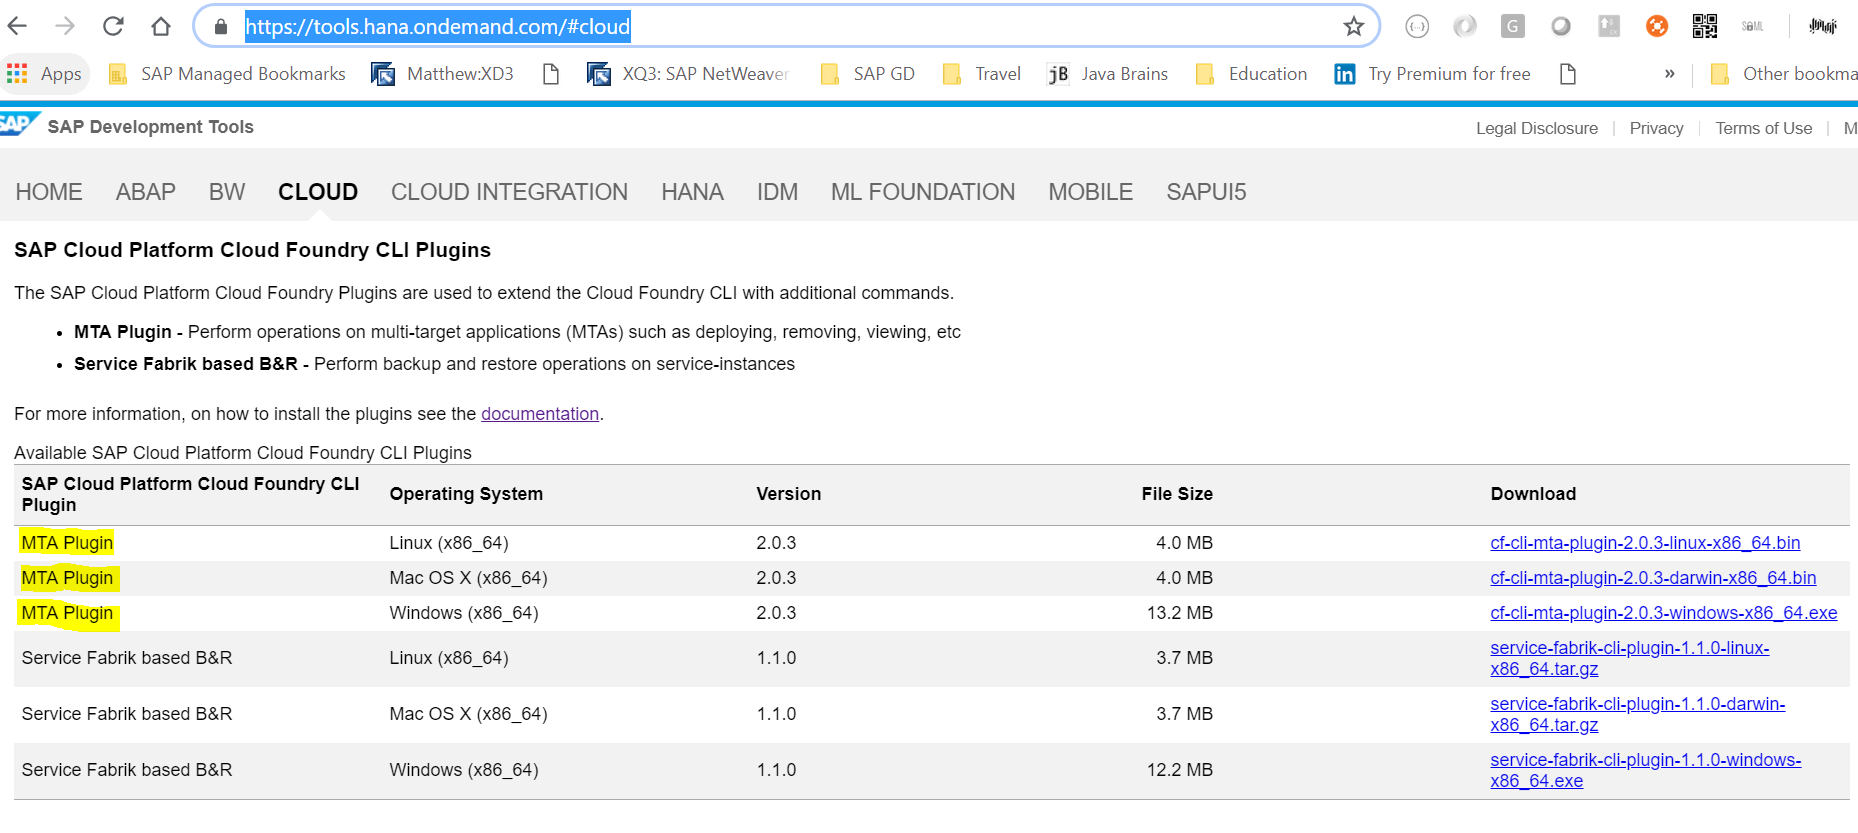 https://tools.hana.ondemand.com/#cloud
{···}
G
SAML
Apps
SAP Managed Bookmarks
Matthew:XD3
XQ3: SAP NetWeaver
SAP GD
Travel
jB Java Brains
Education
in Try Premium for free
»
Other bookma
SAP SAP Development Tools
Legal Disclosure | Privacy | Terms of Use | M
HOME ABAP BW CLOUD CLOUD INTEGRATION HANA IDM ML FOUNDATION MOBILE SAPUI5
SAP Cloud Platform Cloud Foundry CLI Plugins
The SAP Cloud Platform Cloud Foundry Plugins are used to extend the Cloud Foundry CLI with additional commands.
• MTA Plugin - Perform operations on multi-target applications (MTAs) such as deploying, removing, viewing, etc
• Service Fabrik based B&R - Perform backup and restore operations on service-instances
For more information, on how to install the plugins see the documentation.
Available SAP Cloud Platform Cloud Foundry CLI Plugins
SAP Cloud Platform Cloud Foundry CLI
Plugin
Operating System Version File Size Download
MTA Plugin Linux (x86_64) 2.0.3 4.0 MB cf-cli-mta-plugin-2.0.3-linux-x86_64.bin
MTA Plugin Mac OS X (x86_64) 2.0.3 4.0 MB cf-cli-mta-plugin-2.0.3-darwin-x86_64.bin
MTA Plugin Windows (x86_64) 2.0.3 13.2 MB cf-cli-mta-plugin-2.0.3-windows-x86_64.exe
Service Fabrik based B&R Linux (x86_64) 1.1.0 3.7 MB service-fabrik-cli-plugin-1.1.0-linux-
x86_64.tar.gz
Service Fabrik based B&R Mac OS X (x86_64) 1.1.0 3.7 MB service-fabrik-cli-plugin-1.1.0-darwin-
x86_64.tar.gz
Service Fabrik based B&R Windows (x86_64) 1.1.0 12.2 MB service-fabrik-cli-plugin-1.1.0-windows-
x86_64.exe